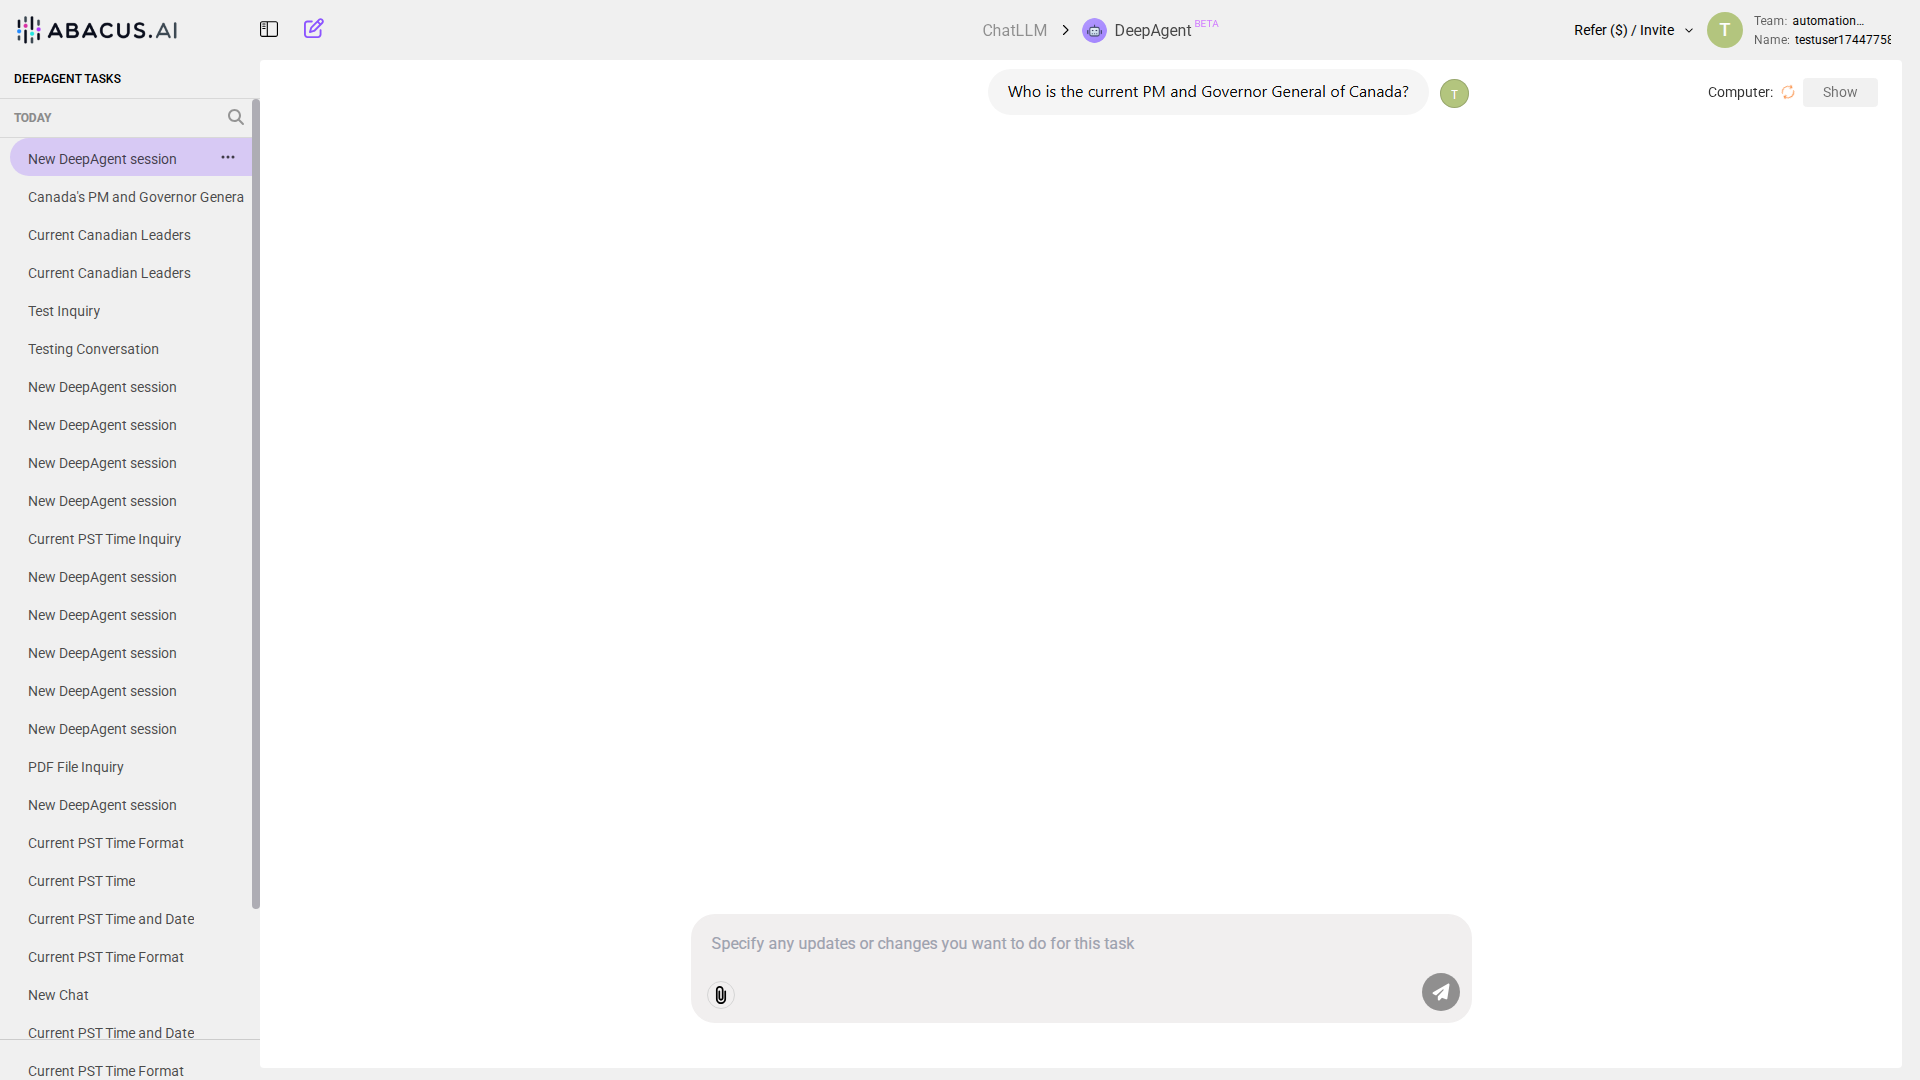 ABACUS.AI
ChatLLM
DeepAgent BETA
Refer ($) / Invite
T
Team: automation...
Name: testuser17447758
DEEPAGENT TASKS
TODAY
New DeepAgent session
Canada's PM and Governor Genera
Current Canadian Leaders
Current Canadian Leaders
Test Inquiry
Testing Conversation
New DeepAgent session
New DeepAgent session
New DeepAgent session
New DeepAgent session
Current PST Time Inquiry
New DeepAgent session
New DeepAgent session
New DeepAgent session
New DeepAgent session
New DeepAgent session
PDF File Inquiry
New DeepAgent session
Current PST Time Format
Current PST Time
Current PST Time and Date
Current PST Time Format
New Chat
Current PST Time and Date
Current PST Time Format
Who is the current PM and Governor General of Canada?
T
Computer:
Show
Specify any updates or changes you want to do for this task